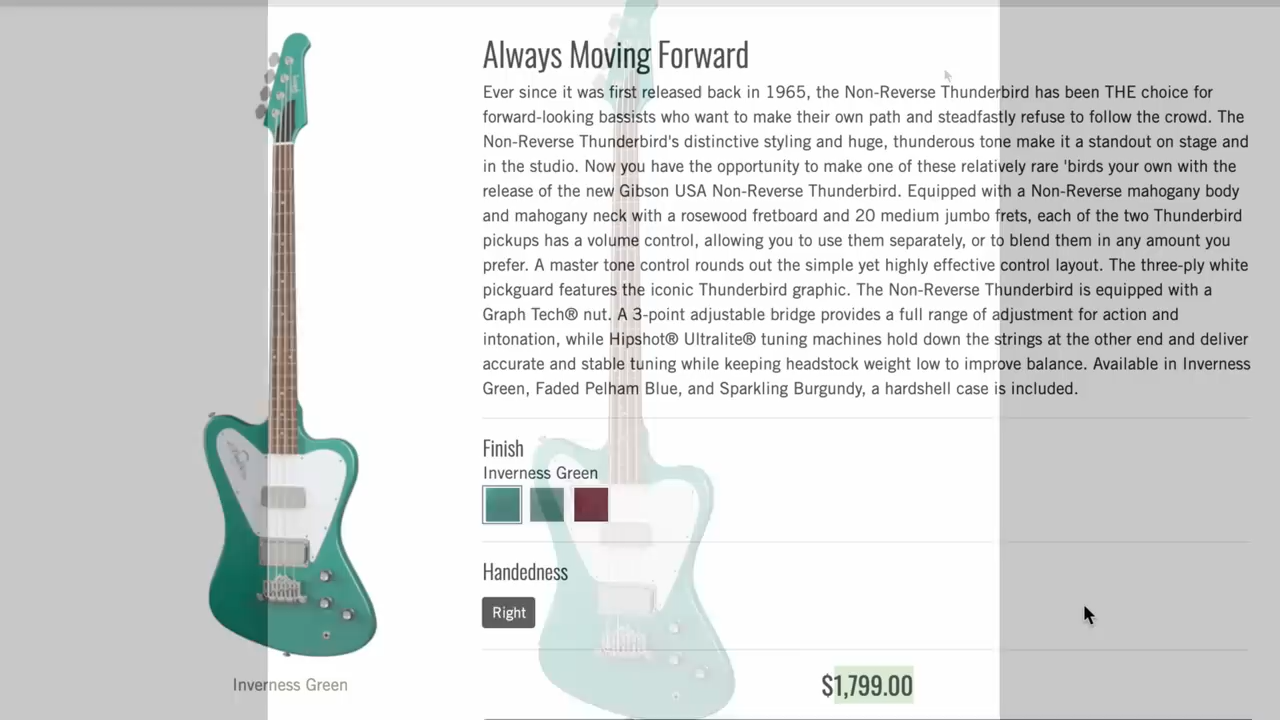 Always Moving Forward
Ever since it was first released back in 1965, the Non-Reverse Thunderbird has been THE choice for
forward-looking bassists who want to make their own path and steadfastly refuse to follow the crowd. The
Non-Reverse Thunderbird's distinctive styling and huge, thunderous tone make it a standout on stage and
in the studio. Now you have the opportunity to make one of these relatively rare 'birds your own with the
release of the new Gibson USA Non-Reverse Thunderbird. Equipped with a Non-Reverse mahogany body
and mahogany neck with a rosewood fretboard and 20 medium jumbo frets, each of the two Thunderbird
pickups has a volume control, allowing you to use them separately, or to blend them in any amount you
prefer. A master tone control rounds out the simple yet highly effective control layout. The three-ply white
pickguard features the iconic Thunderbird graphic. The Non-Reverse Thunderbird is equipped with a
Graph Tech® nut. A 3-point adjustable bridge provides a full range of adjustment for action and
intonation, while Hipshot® Ultralite® tuning machines hold down the strings at the other end and deliver
accurate and stable tuning while keeping headstock weight low to improve balance. Available in Inverness
Green, Faded Pelham Blue, and Sparkling Burgundy, a hardshell case is included.
Finish
Inverness Green
Handedness
Right
Inverness Green
$1,799.00